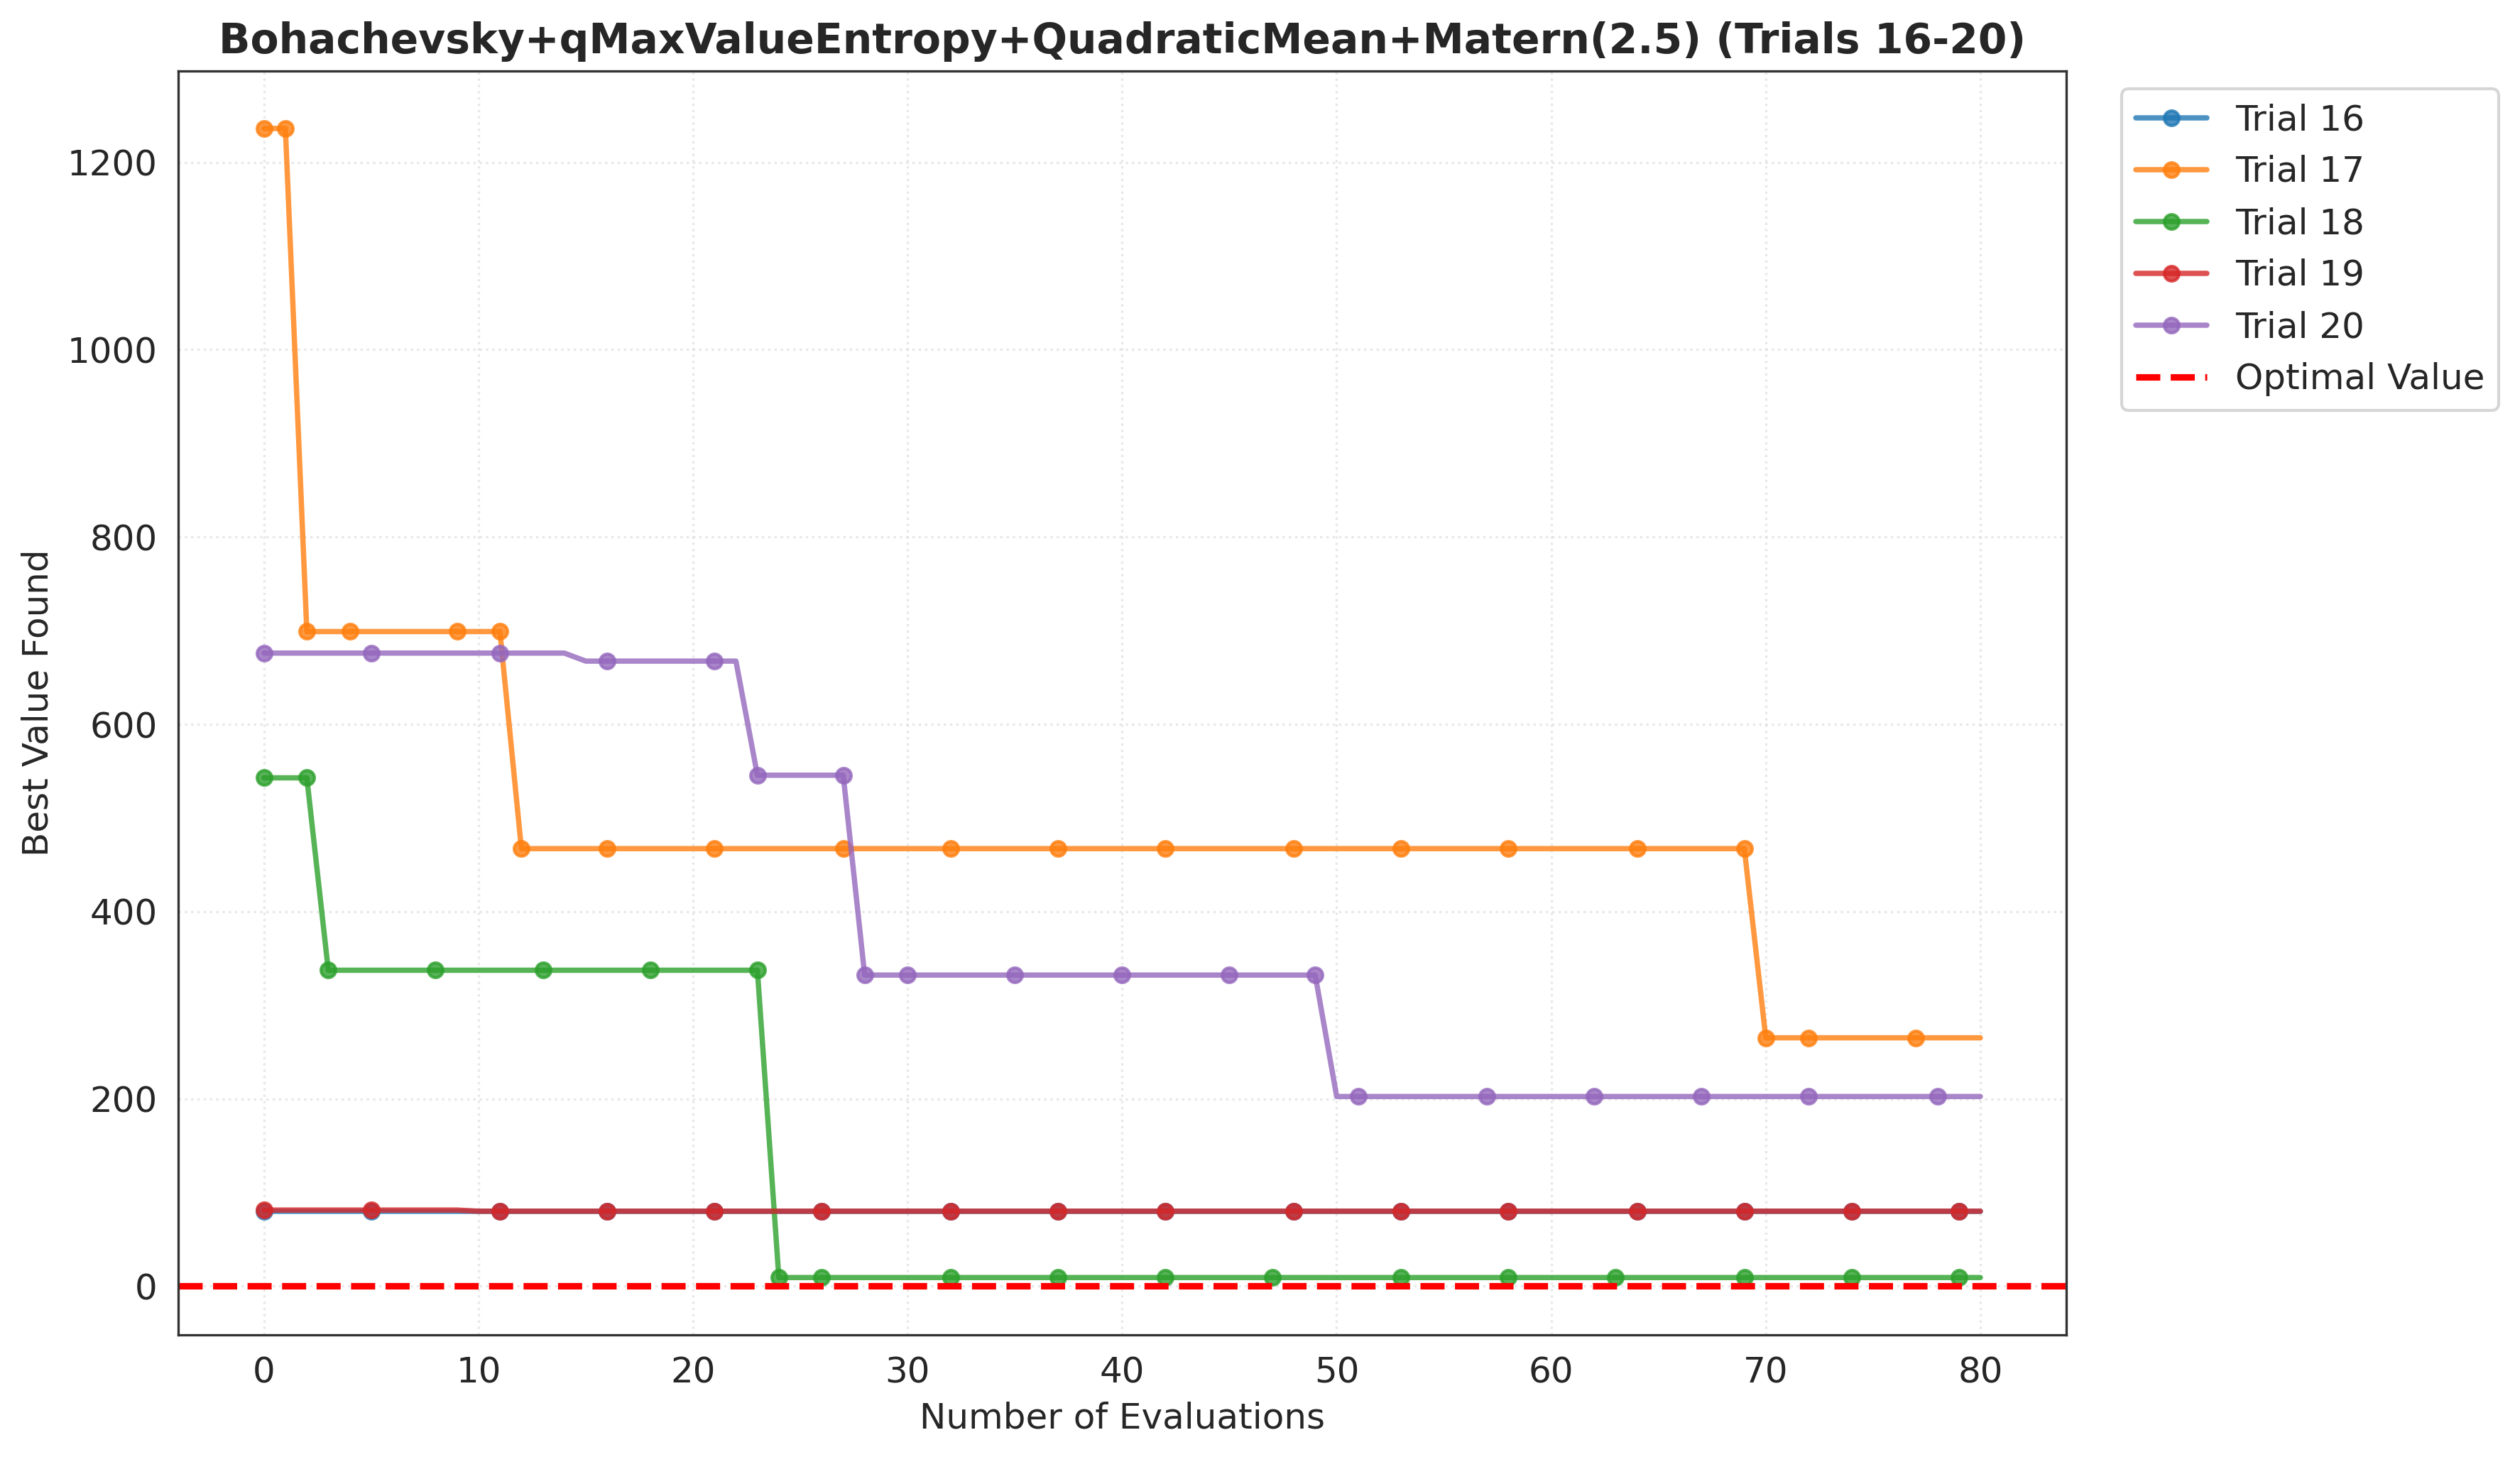 Bohachevsky+qMaxValueEntropy+QuadraticMean+Matern(2.5) (Trials 16-20)
Trial 16
Trial 17
Trial 18
Trial 19
Trial 20
Optimal Value
Best Value Found
1200
1000
800
600
400
200
0
0 10 20 30 40 50 60 70 80
Number of Evaluations